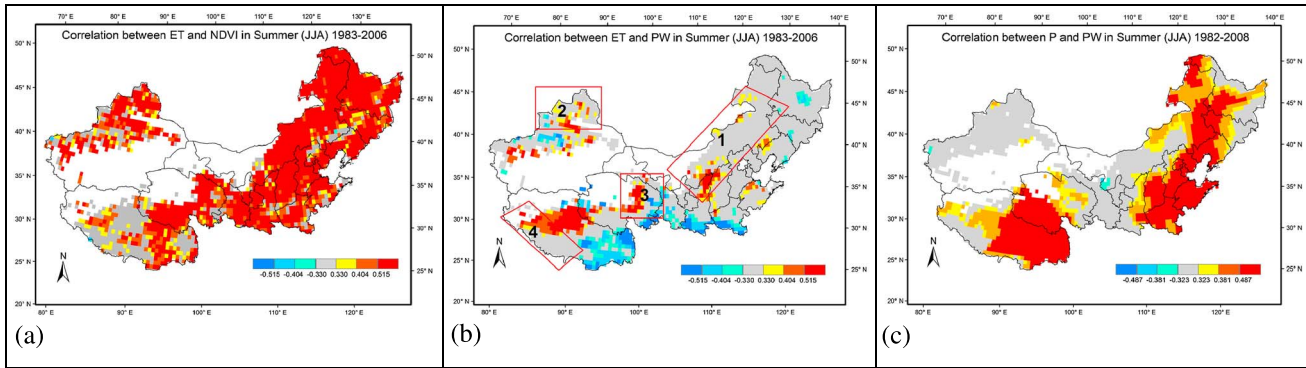 70° E 80° E 90° E 100° E 110° E 120° E 130° E 140° E
Correlation between ET and NDVI in Summer (JJA) 1983-2006
50° N
45° N
40° N
35° N
30° N
25° N
20° N
50° N
45° N
40° N
35° N
30° N
25° N
N
-0.515 -0.404 -0.330 0.330 0.404 0.515
80° E 90° E 100° E 110° E 120° E
(a)
70° E 80° E 90° E 100° E 110° E 120° E 130° E 140° E
Correlation between ET and PW in Summer (JJA) 1983-2006
50° N
45° N
40° N
35° N
30° N
25° N
20° N
50° N
45° N
40° N
35° N
30° N
25° N
2
1
3
4
N
-0.515 -0.404 -0.330 0.330 0.404 0.515
80° E 90° E 100° E 110° E 120° E
(b)
70° E 80° E 90° E 100° E 110° E 120° E 130° E 140° E
Correlation between P and PW in Summer (JJA) 1982-2008
50° N
45° N
40° N
35° N
30° N
25° N
20° N
50° N
45° N
40° N
35° N
30° N
25° N
N
-0.487 -0.381 -0.323 0.323 0.381 0.487
80° E 90° E 100° E 110° E 120° E
(c)